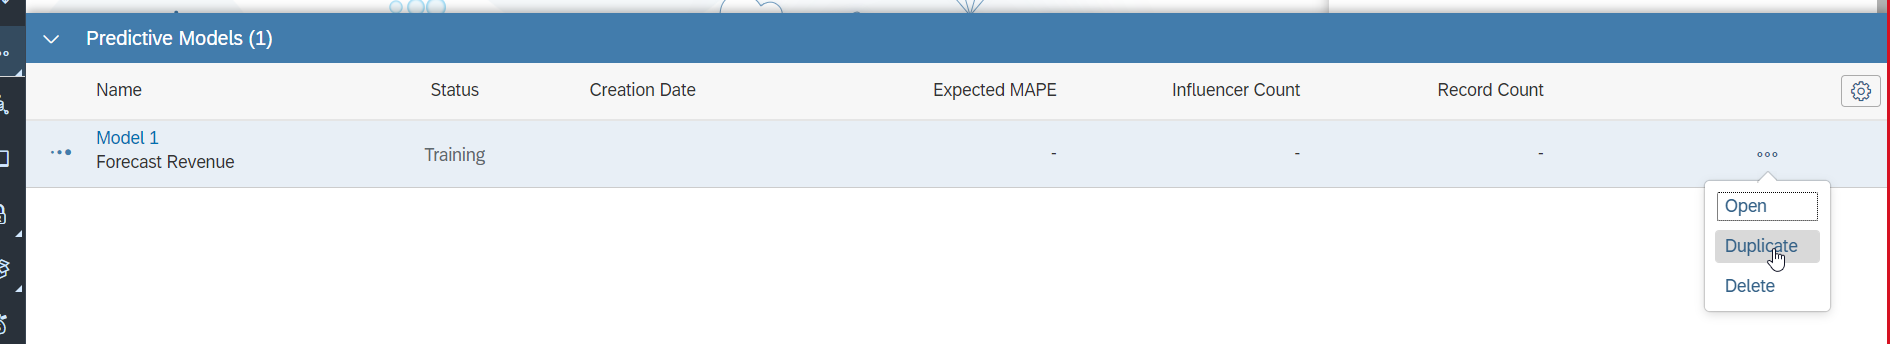 Predictive Models (1)
Name Status Creation Date Expected MAPE Influencer Count Record Count
Model 1
Forecast Revenue
Training - - -
Open
Duplicate
Delete